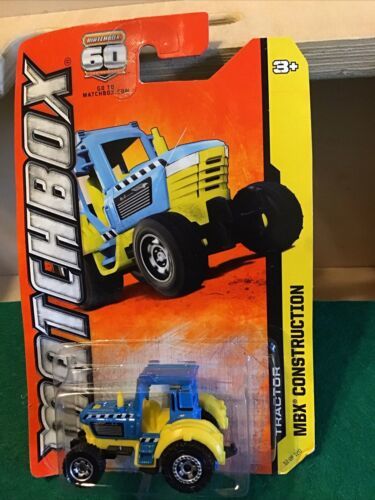 MATCHBOX
60
GO TO
MATCHBOX.COM
3+
MATCHBOX®
TRACTOR
MBX® CONSTRUCTION